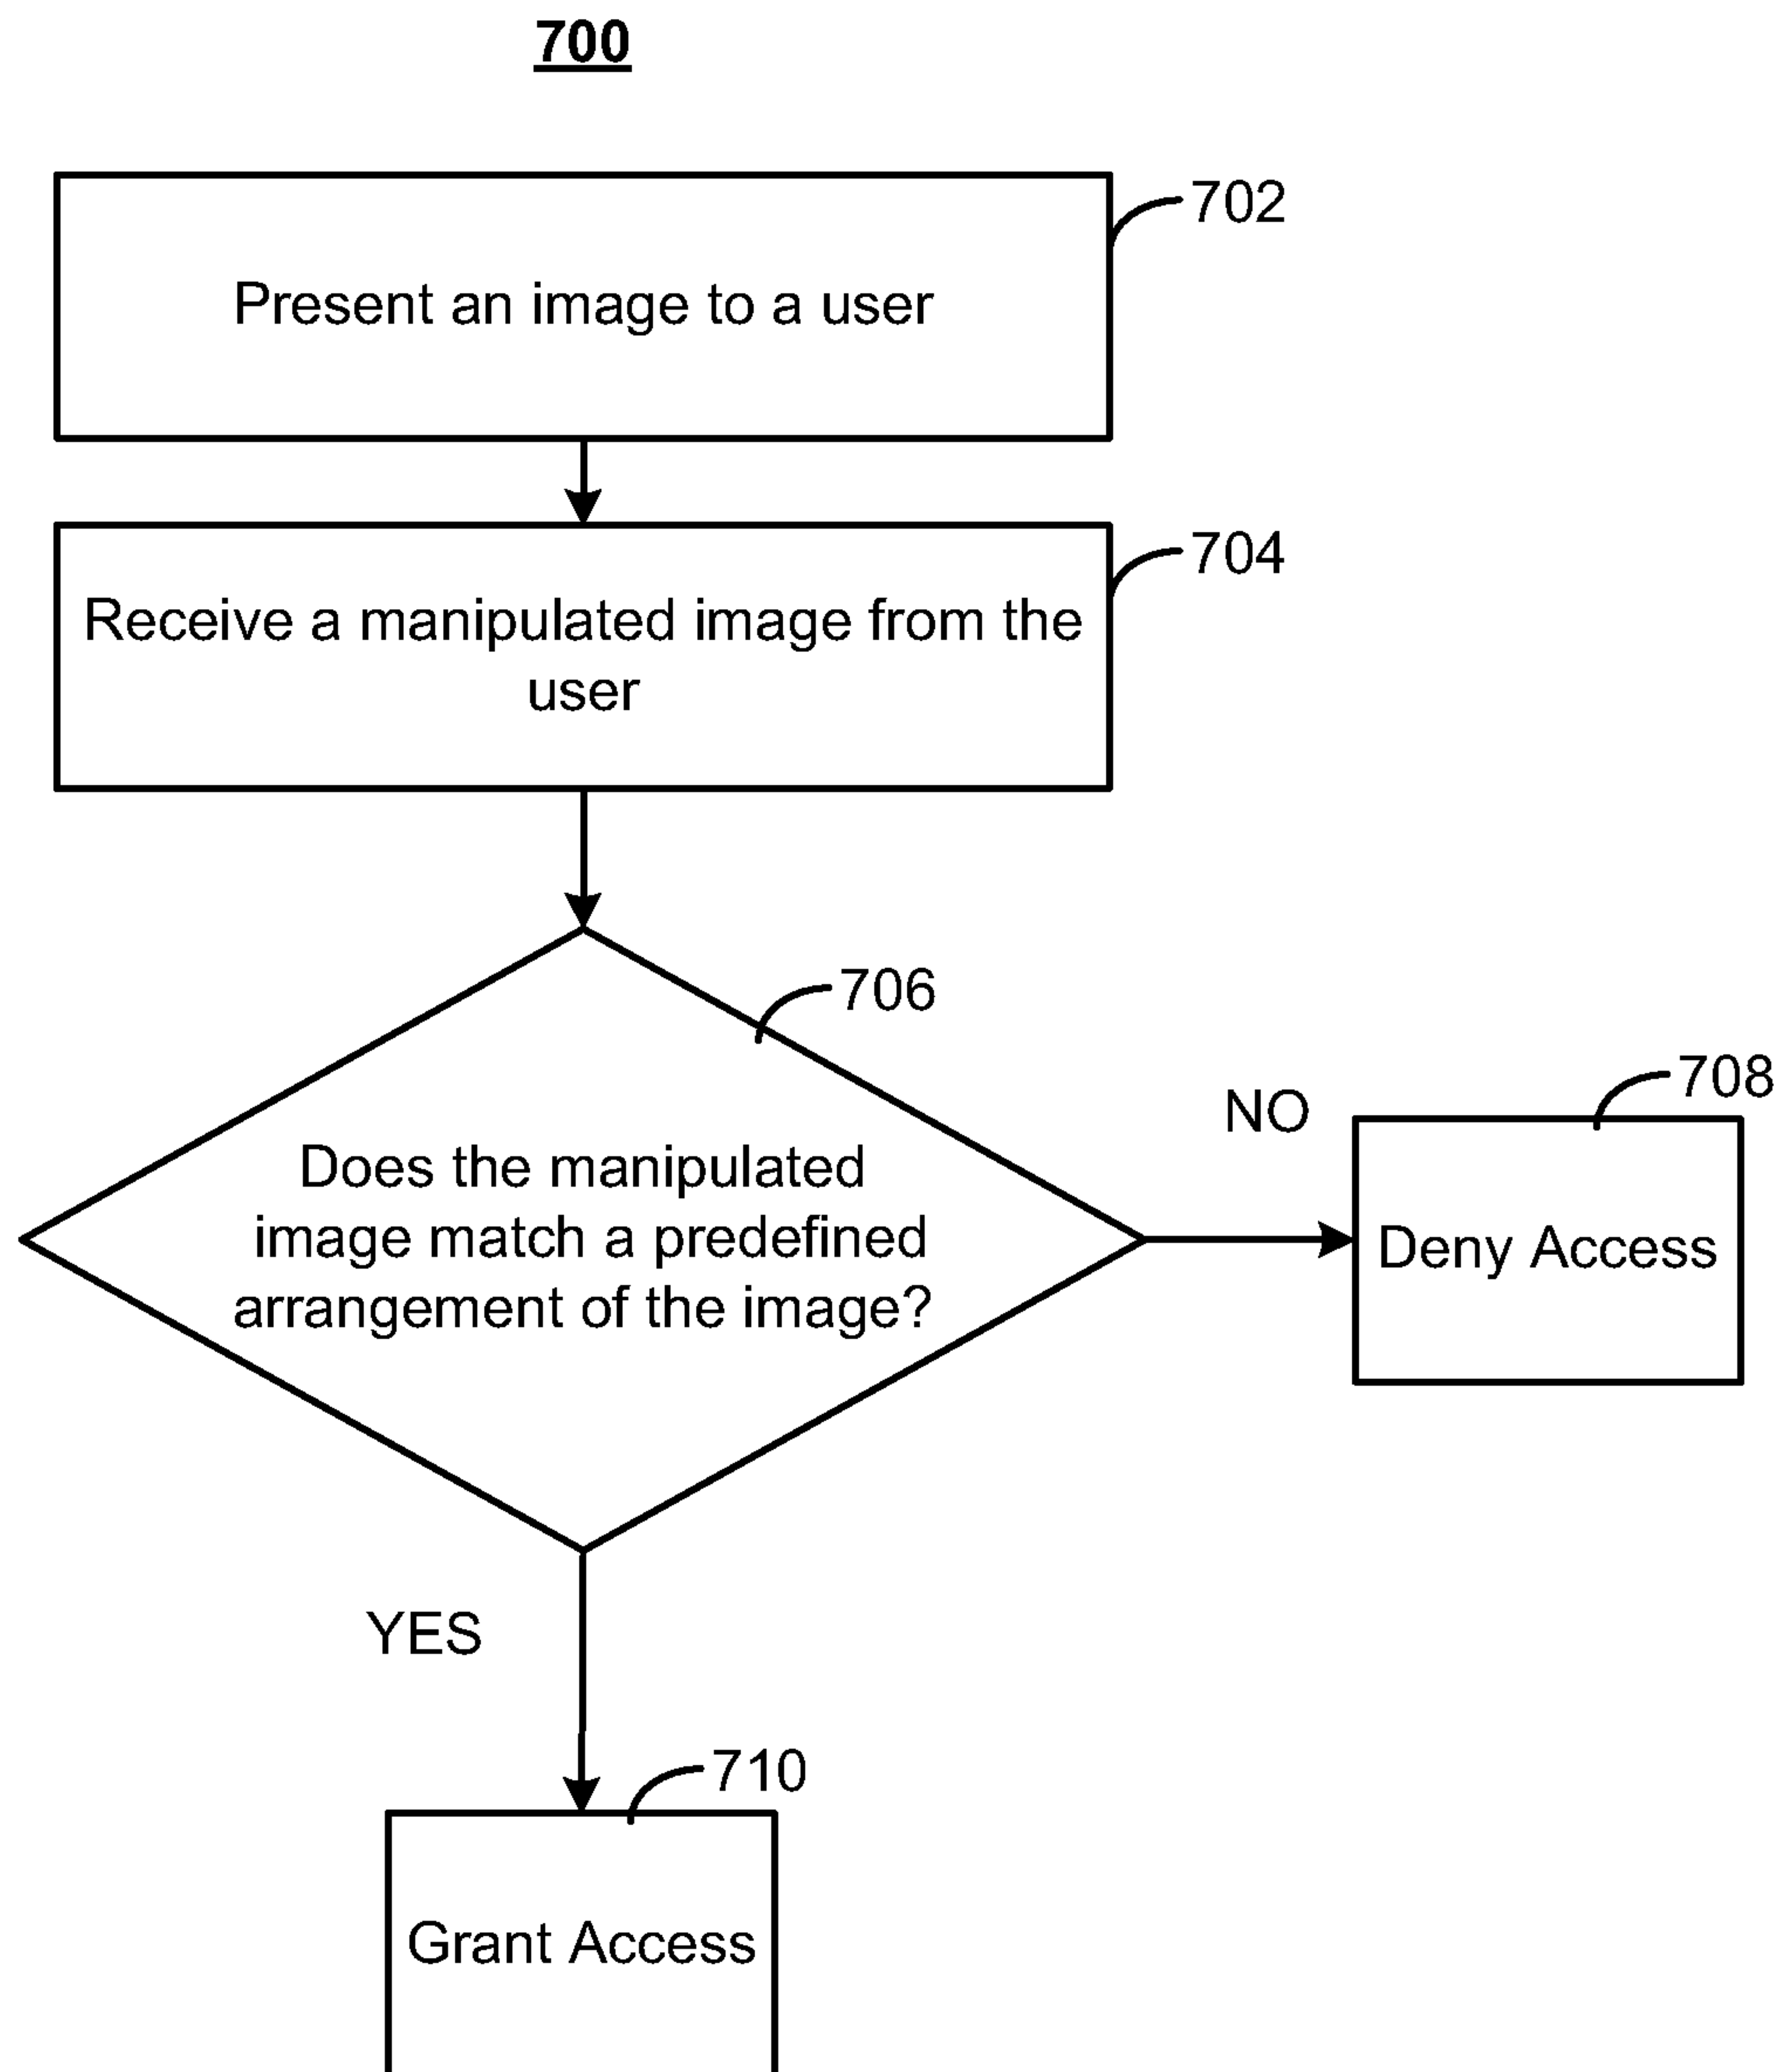 700
702
Present an image to a user
704
Receive a manipulated image from the
user
706
Does the manipulated
image match a predefined
arrangement of the image?
NO
708
Deny Access
YES
710
Grant Access